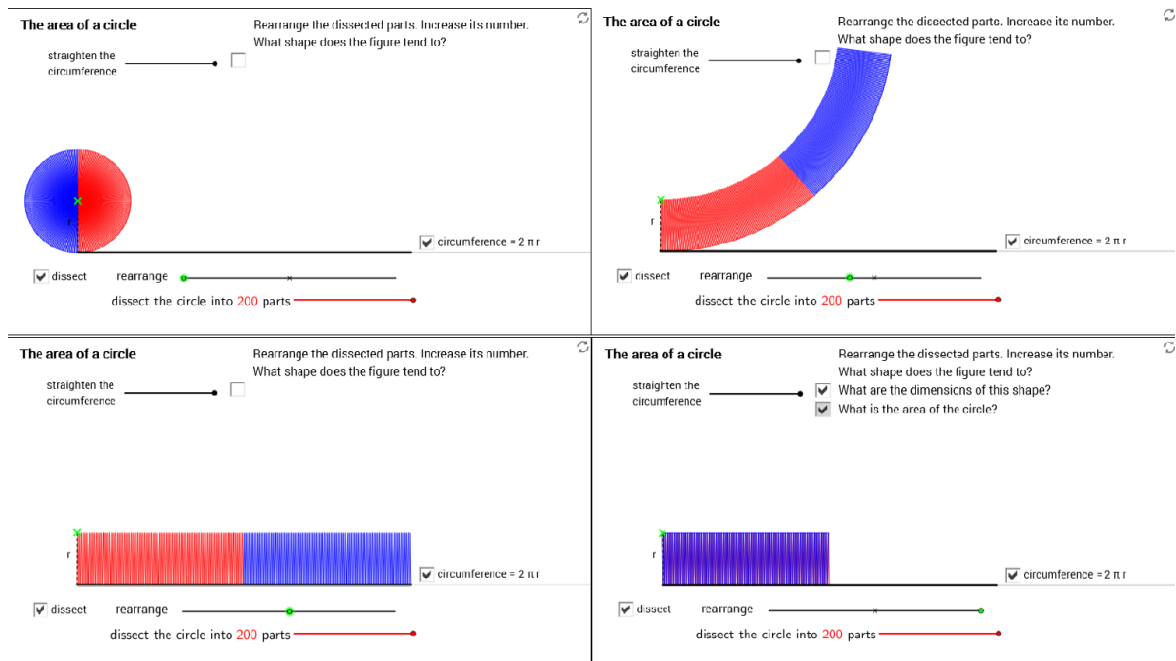 The area of a circle
Rearrange the dissected parts. Increase its number.
What shape does the figure tend to?
straighten the
circumference
r
circumference = 2 π r
dissect
rearrange
dissect the circle into 200 parts
The area of a circle
Rearrange the dissected parts. Increase its number.
What shape does the figure tend to?
straighten the
circumference
r
circumference = 2 π r
dissect
rearrange
dissect the circle into 200 parts
The area of a circle
Rearrange the dissected parts. Increase its number.
What shape does the figure tend to?
straighten the
circumference
r
circumference = 2 π r
dissect
rearrange
dissect the circle into 200 parts
The area of a circle
Rearrange the dissected parts. Increase its number.
What shape does the figure tend to?
What are the dimensions of this shape?
What is the area of the circle?
straighten the
circumference
r
circumference = 2 π r
dissect
rearrange
dissect the circle into 200 parts